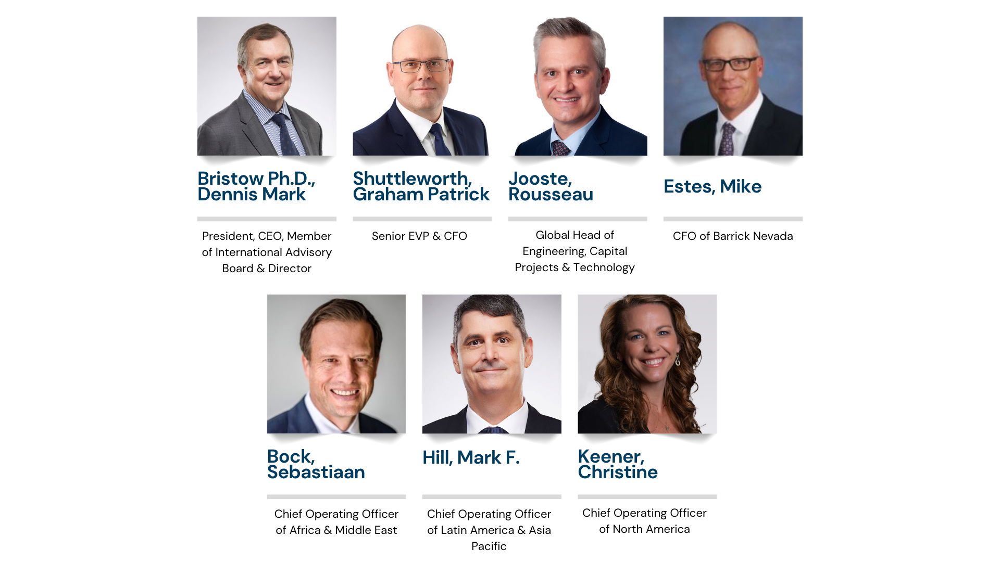 Bristow Ph.D.,
Dennis Mark
President, CEO, Member
of International Advisory
Board & Director
Shuttleworth,
Graham Patrick
Senior EVP & CFO
Jooste,
Rousseau
Global Head of
Engineering, Capital
Projects & Technology
Estes, Mike
CFO of Barrick Nevada
Bock,
Sebastiaan
Chief Operating Officer
of Africa & Middle East
Hill, Mark F.
Chief Operating Officer
of Latin America & Asia
Pacific
Keener,
Christine
Chief Operating Officer
of North America